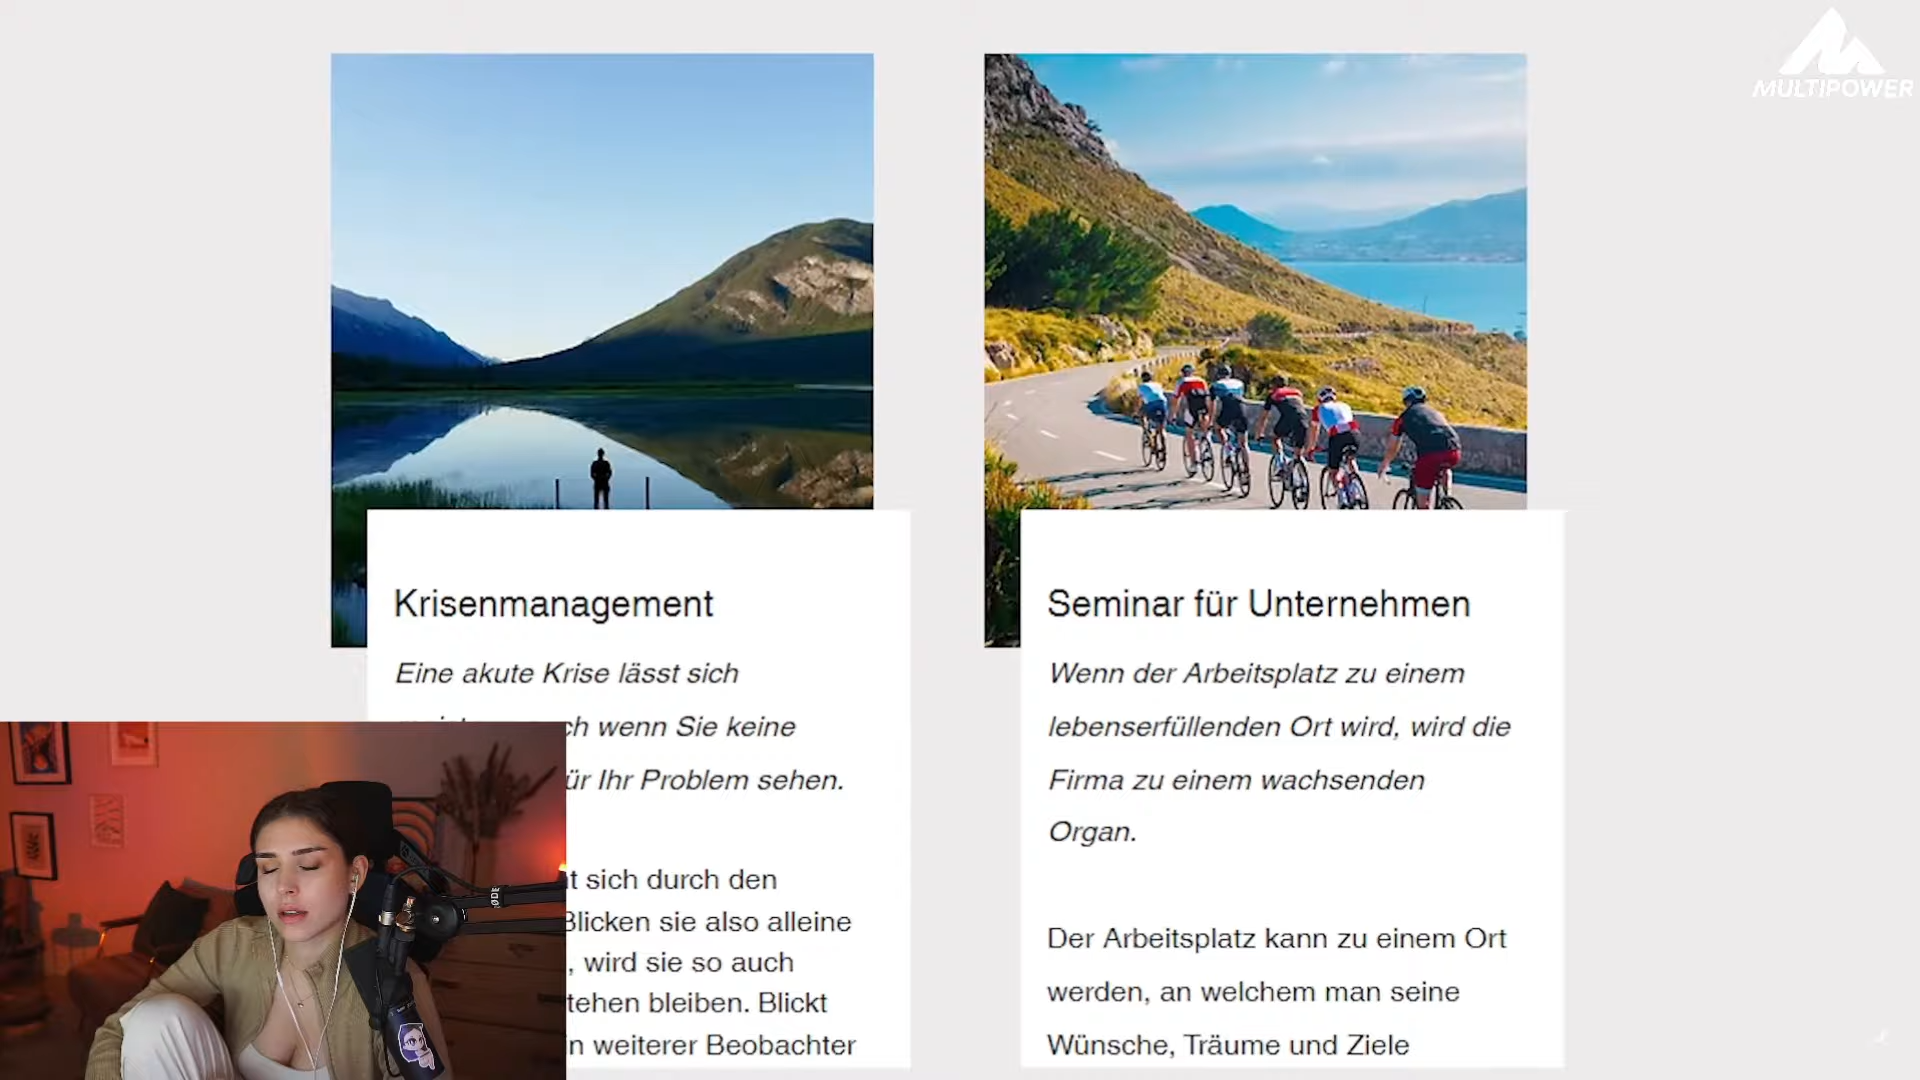 MULTIPOWER
Krisenmanagement
Eine akute Krise lässt sich
ch wenn Sie keine
ür Ihr Problem sehen.
t sich durch den
Blicken sie also alleine
, wird sie so auch
tehen bleiben. Blickt
n weiterer Beobachter
Seminar für Unternehmen
Wenn der Arbeitsplatz zu einem
lebenserfüllenden Ort wird, wird die
Firma zu einem wachsenden
Organ.
Der Arbeitsplatz kann zu einem Ort
werden, an welchem man seine
Wünsche, Träume und Ziele
RØDE